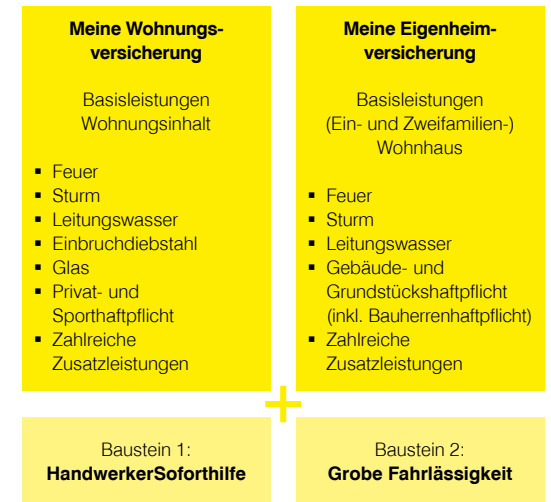 Meine Wohnungs-
versicherung
Basisleistungen
Wohnungsinhalt
▪ Feuer
▪ Sturm
▪ Leitungswasser
▪ Einbruchdiebstahl
▪ Glas
▪ Privat- und
Sporthaftpflicht
▪ Zahlreiche
Zusatzleistungen
Meine Eigenheim-
versicherung
Basisleistungen
(Ein- und Zweifamilien-)
Wohnhaus
▪ Feuer
▪ Sturm
▪ Leitungswasser
▪ Gebäude- und
Grundstückshaftpflicht
(inkl. Bauherrenhaftpflicht)
▪ Zahlreiche
Zusatzleistungen
+
Baustein 1:
HandwerkerSoforthilfe
Baustein 2:
Grobe Fahrlässigkeit